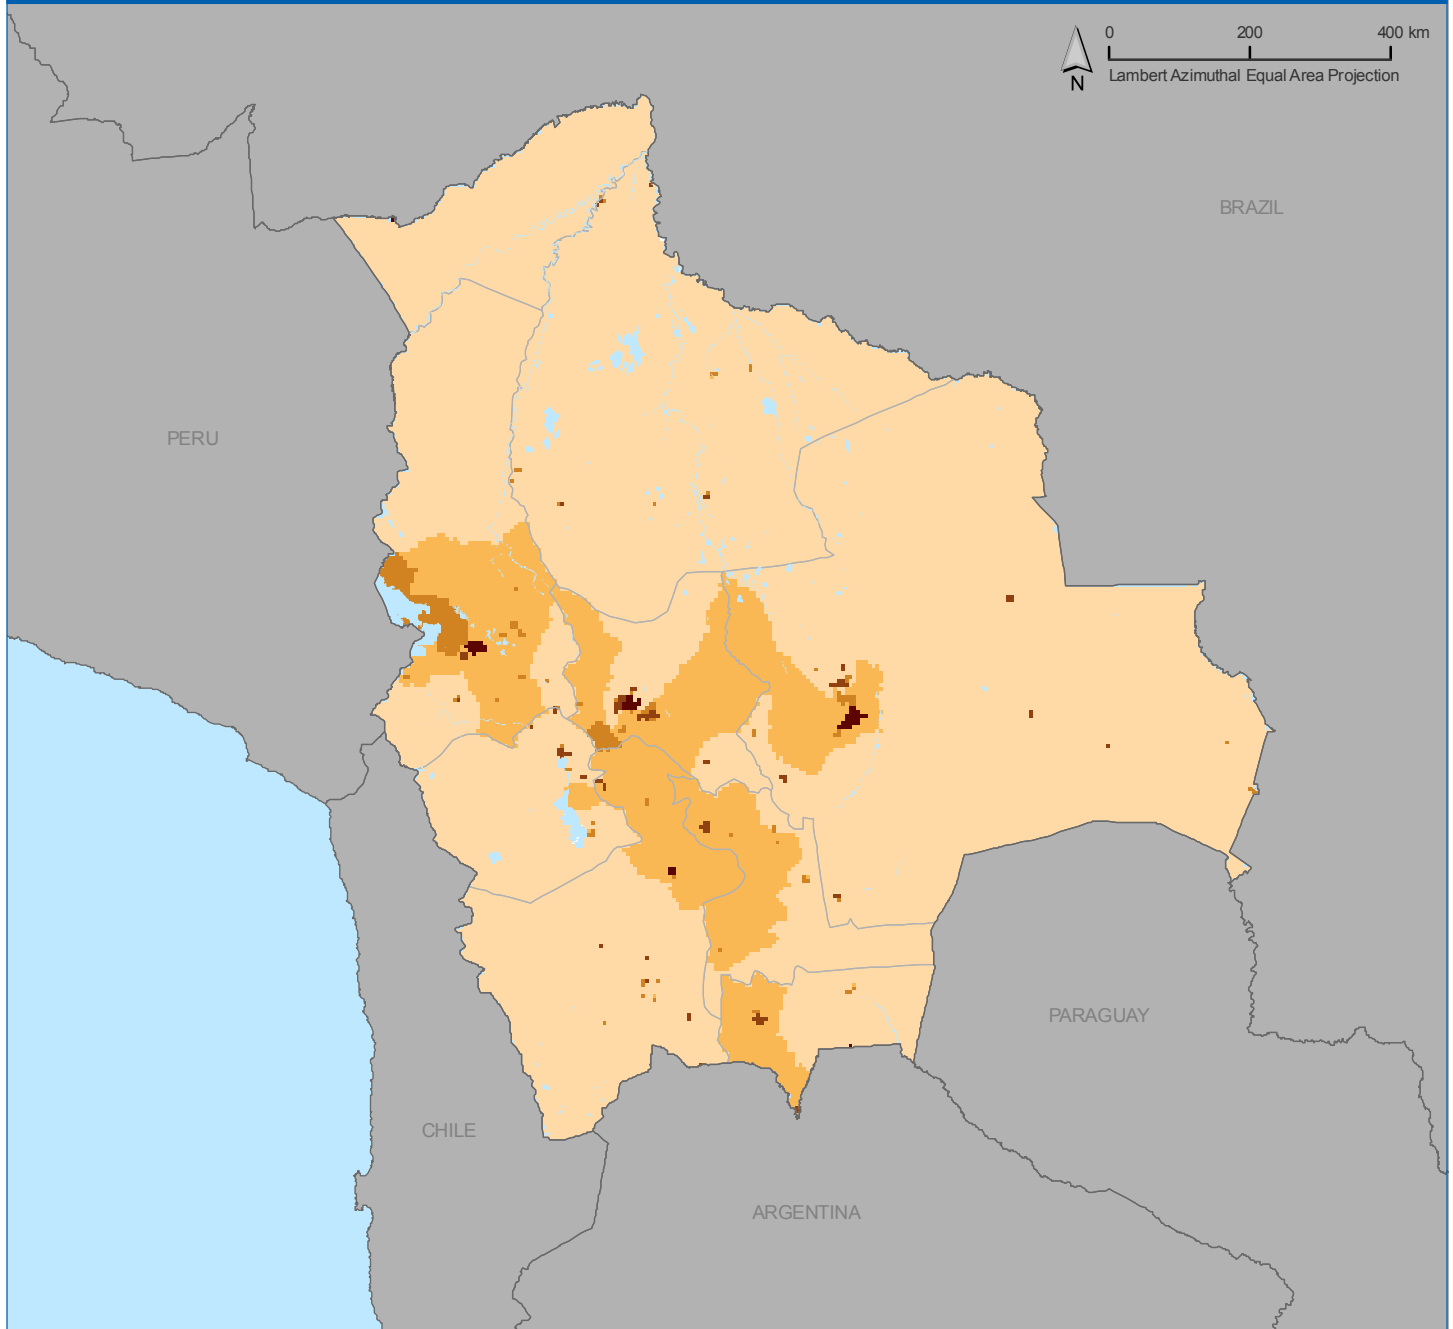 0 200 400 km
Lambert Azimuthal Equal Area Projection
N
BRAZIL
PERU
PARAGUAY
CHILE
ARGENTINA